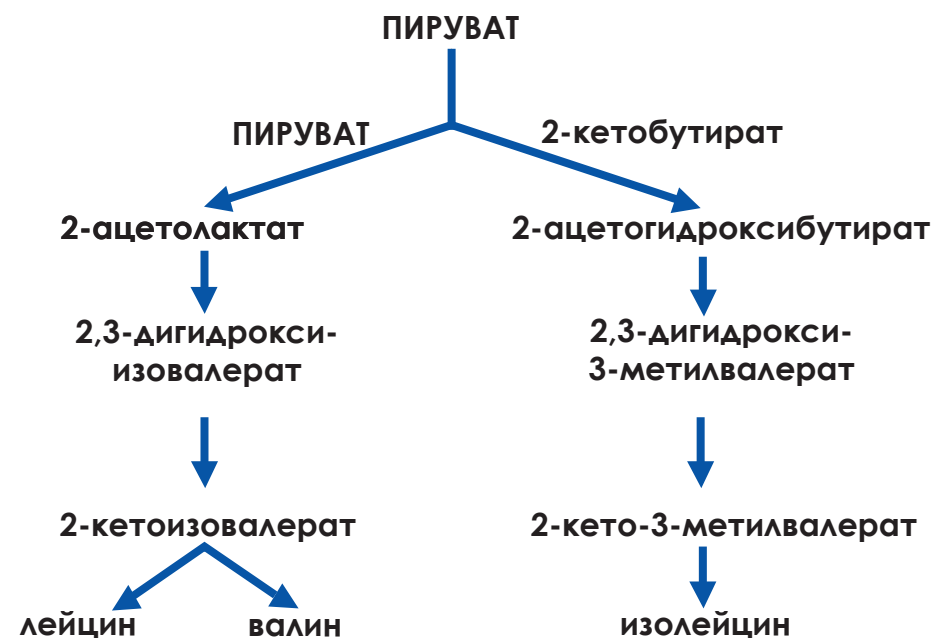 ПИРУВАТ
ПИРУВАТ
2-кетобутират
2-ацетолактат
2-ацетогидроксибутират
2,3-дигидрокси-
изовалерат
2,3-дигидрокси-
3-метилвалерат
2-кетоизовалерат
2-кето-3-метилвалерат
лейцин
валин
изолейцин